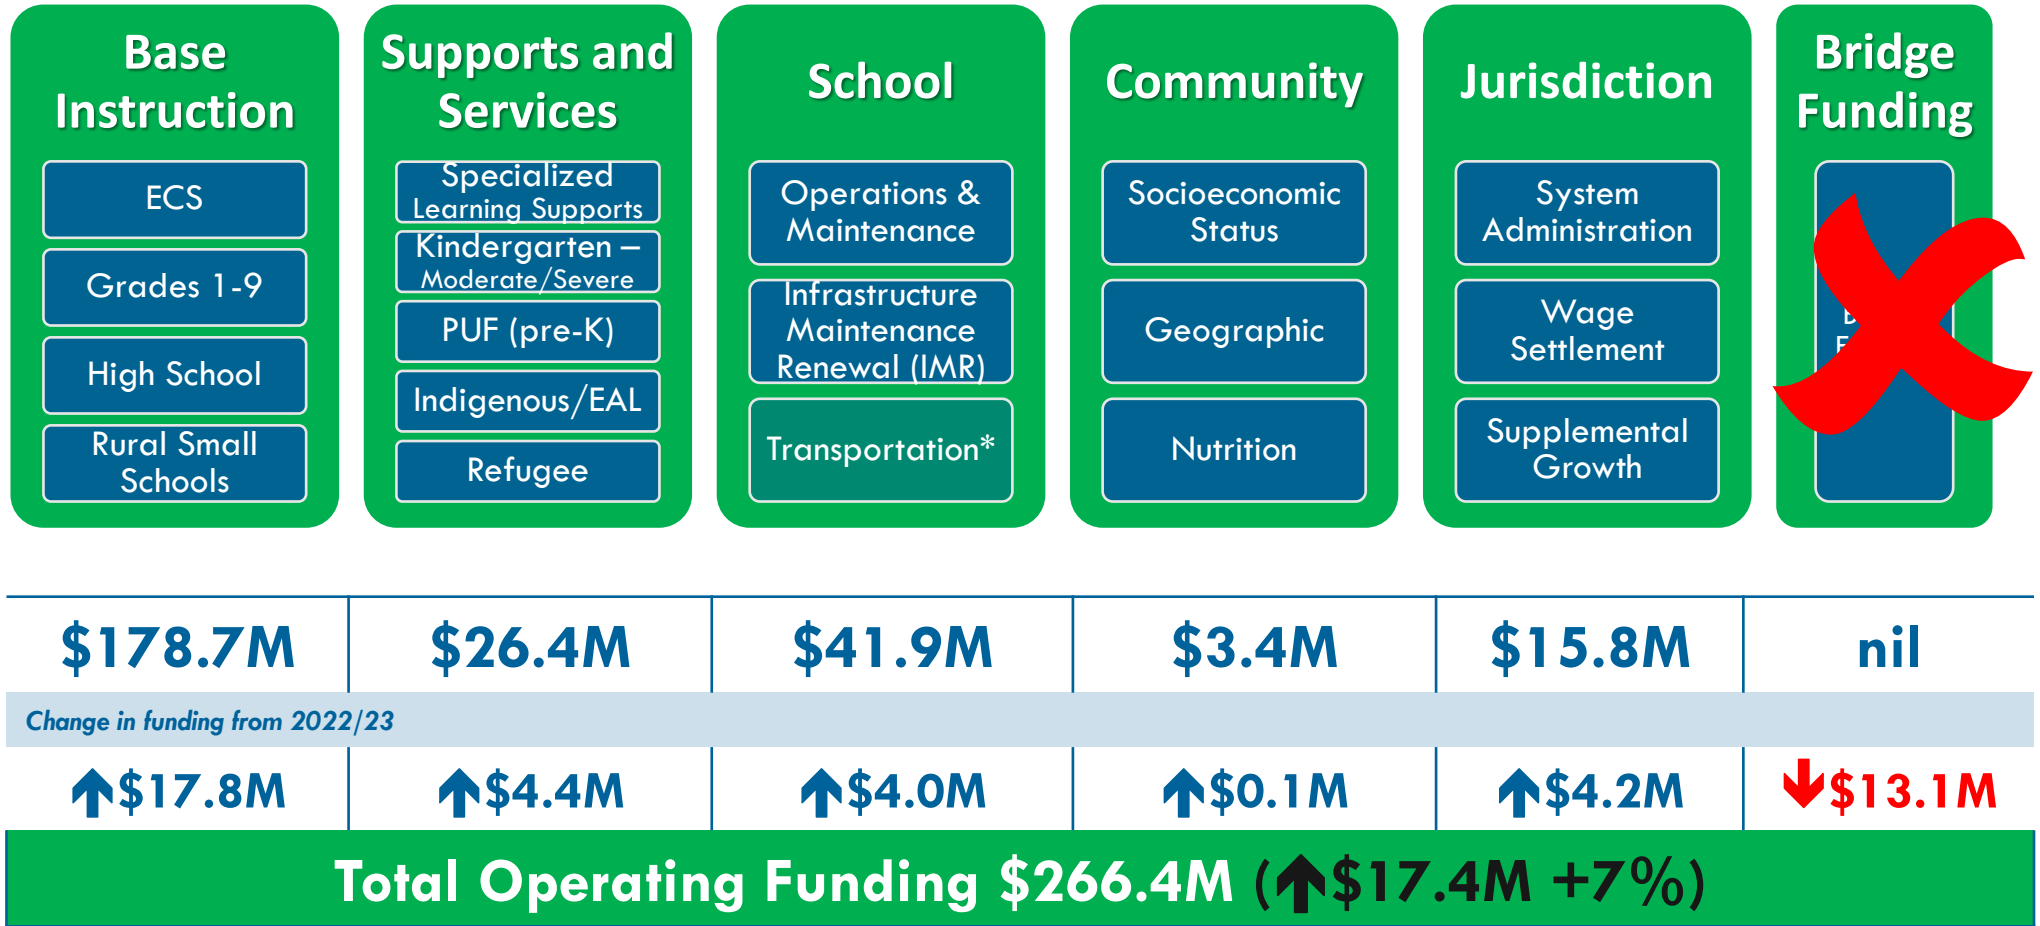 Base
Instruction
ECS
Grades 1-9
High School
Rural Small
Schools
Supports and
Services
Specialized
Learning Supports
Kindergarten –
Moderate/Severe
PUF (pre-K)
Indigenous/EAL
Refugee
School
Operations &
Maintenance
Infrastructure
Maintenance
Renewal (IMR)
Transportation*
Community
Socioeconomic
Status
Geographic
Nutrition
Jurisdiction
System
Administration
Wage
Settlement
Supplemental
Growth
Bridge
Funding
$178.7M $26.4M $41.9M $3.4M $15.8M nil
Change in funding from 2022/23
↑$17.8M ↑$4.4M ↑$4.0M ↑$0.1M ↑$4.2M ↓$13.1M
Total Operating Funding $266.4M (↑$17.4M +7%)